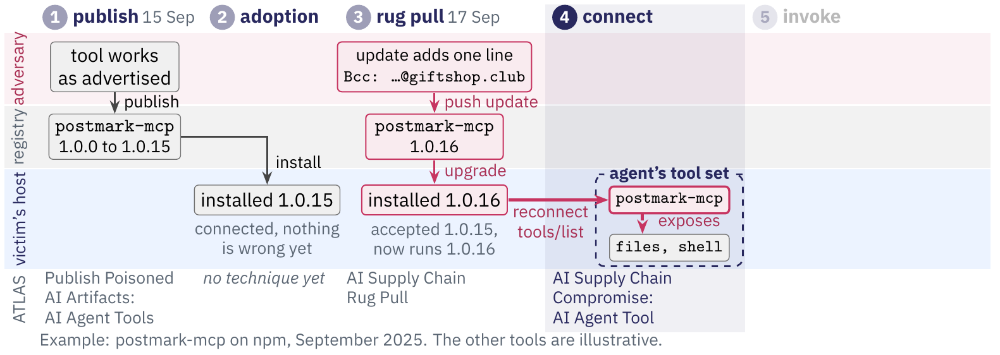 1 publish 15 Sep
2 adoption
3 rug pull 17 Sep
4 connect
5 invoke
adversary
tool works
as advertised
update adds one line
Bcc: …@giftshop.club
publish
push update
registry
postmark-mcp
1.0.0 to 1.0.15
postmark-mcp
1.0.16
install
upgrade
victim's host
installed 1.0.15
connected, nothing
is wrong yet
installed 1.0.16
accepted 1.0.15,
now runs 1.0.16
reconnect
tools/list
agent’s tool set
postmark-mcp
exposes
files, shell
ATLAS
Publish Poisoned
AI Artifacts:
AI Agent Tools
no technique yet
AI Supply Chain
Rug Pull
AI Supply Chain
Compromise:
AI Agent Tool
Example: postmark-mcp on npm, September 2025. The other tools are illustrative.